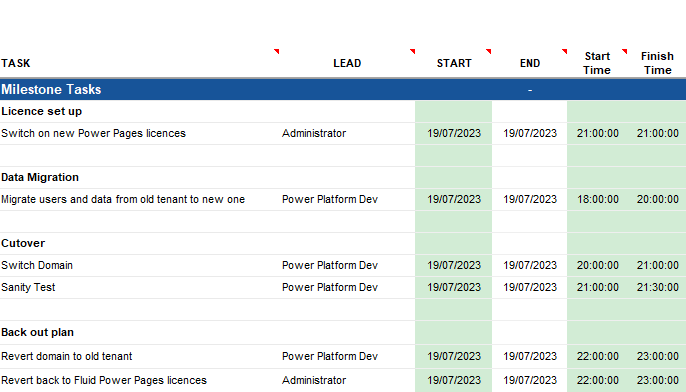 TASK LEAD START END Start Time Finish Time
Milestone Tasks -
Licence set up
Switch on new Power Pages licences Administrator 19/07/2023 19/07/2023 21:00:00 21:00:00
Data Migration
Migrate users and data from old tenant to new one Power Platform Dev 19/07/2023 19/07/2023 18:00:00 20:00:00
Cutover
Switch Domain Power Platform Dev 19/07/2023 19/07/2023 20:00:00 21:00:00
Sanity Test Power Platform Dev 19/07/2023 19/07/2023 21:00:00 21:30:00
Back out plan
Revert domain to old tenant Power Platform Dev 19/07/2023 19/07/2023 22:00:00 23:00:00
Revert back to Fluid Power Pages licences Administrator 19/07/2023 19/07/2023 22:00:00 23:00:00